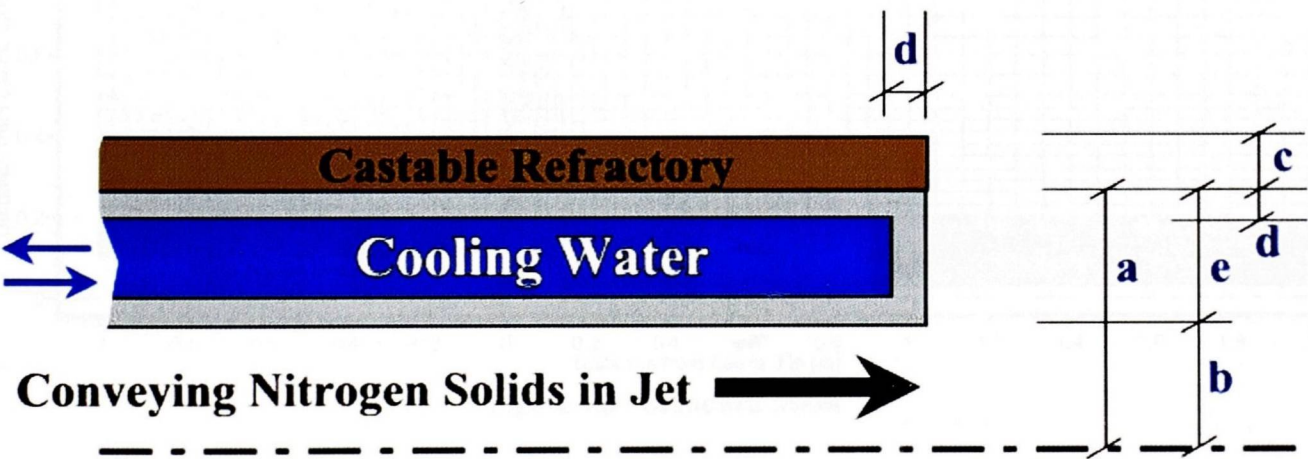 d
Castable Refractory
c
Cooling Water
d
a
e
Conveying Nitrogen Solids in Jet
b